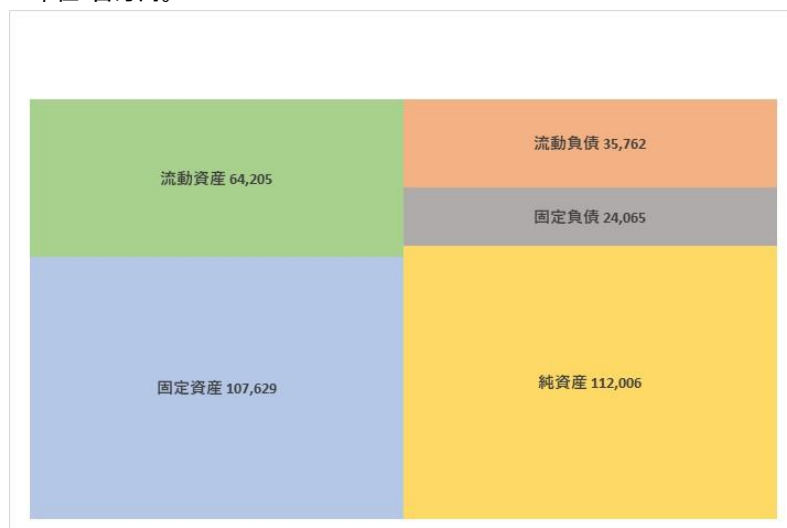 流動資産 64,205
流動負債 35,762
固定負債 24,065
固定資産 107,629
純資産 112,006